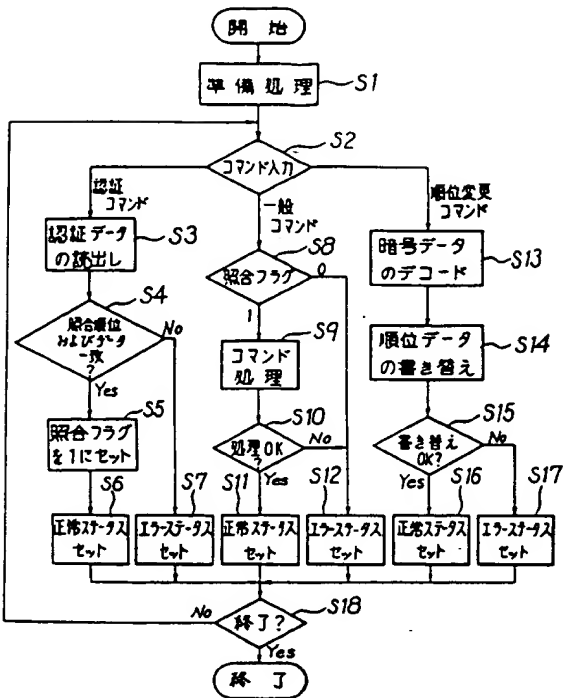 開始
準備処理
S1
コマンド入力
S2
認証
コマンド
一般
コマンド
順位変更
コマンド
認証データ
の読出し
S3
照合フラグ
S8
0
1
暗号データ
のデコード
S13
照合順位
およびデータ
一致
?
S4
No
Yes
コマンド
処理
S9
順位データ
の書き替え
S14
照合フラグ
を1にセット
S5
処理OK
?
S10
No
Yes
書き替え
OK?
S15
No
Yes
S6
正常ステータス
セット
S7
エラーステータス
セット
S11
正常ステータス
セット
S12
エラーステータス
セット
S16
正常ステータス
セット
S17
エラーステータス
セット
終了?
S18
No
Yes
終了